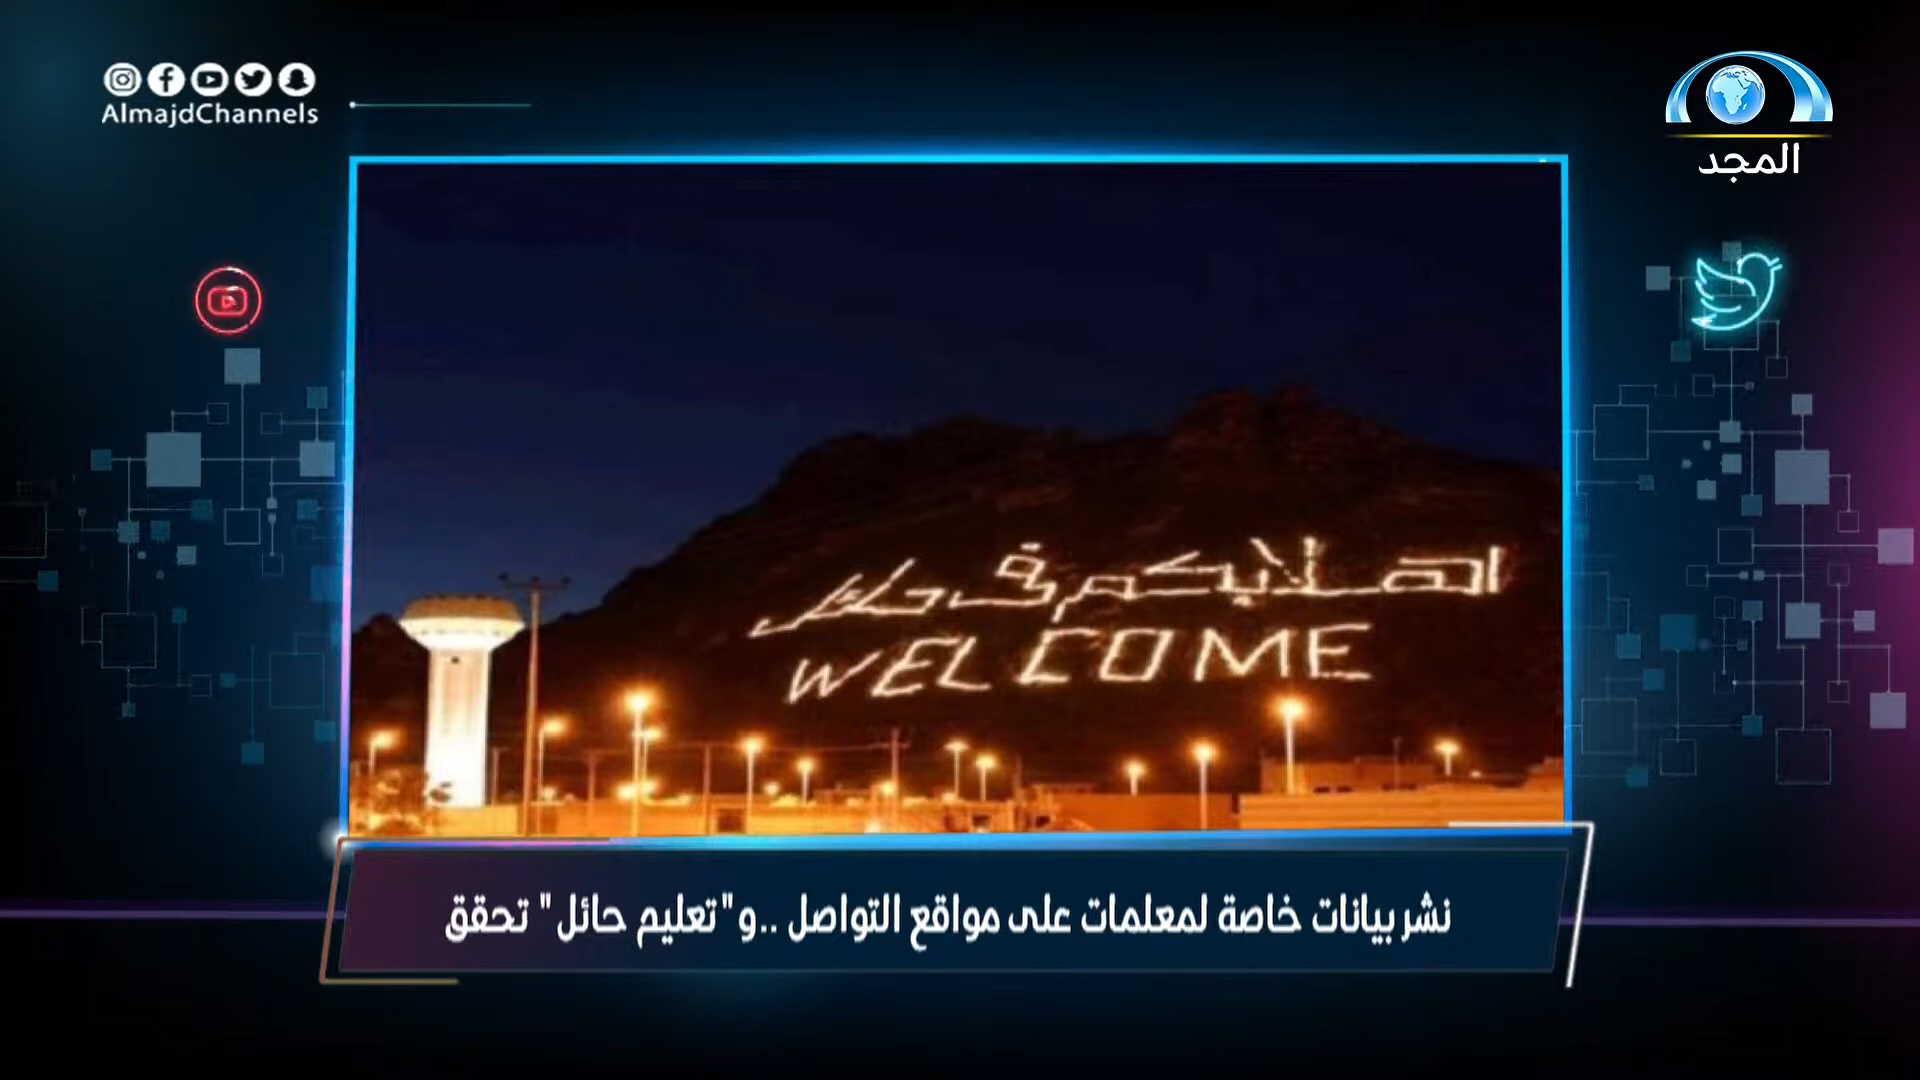 AlmajdChannels
المجد
اهلا بكم في حائل
WELCOME
نشر بيانات خاصة لمعلمات على مواقع التواصل ..و"تعليم حائل" تحقق